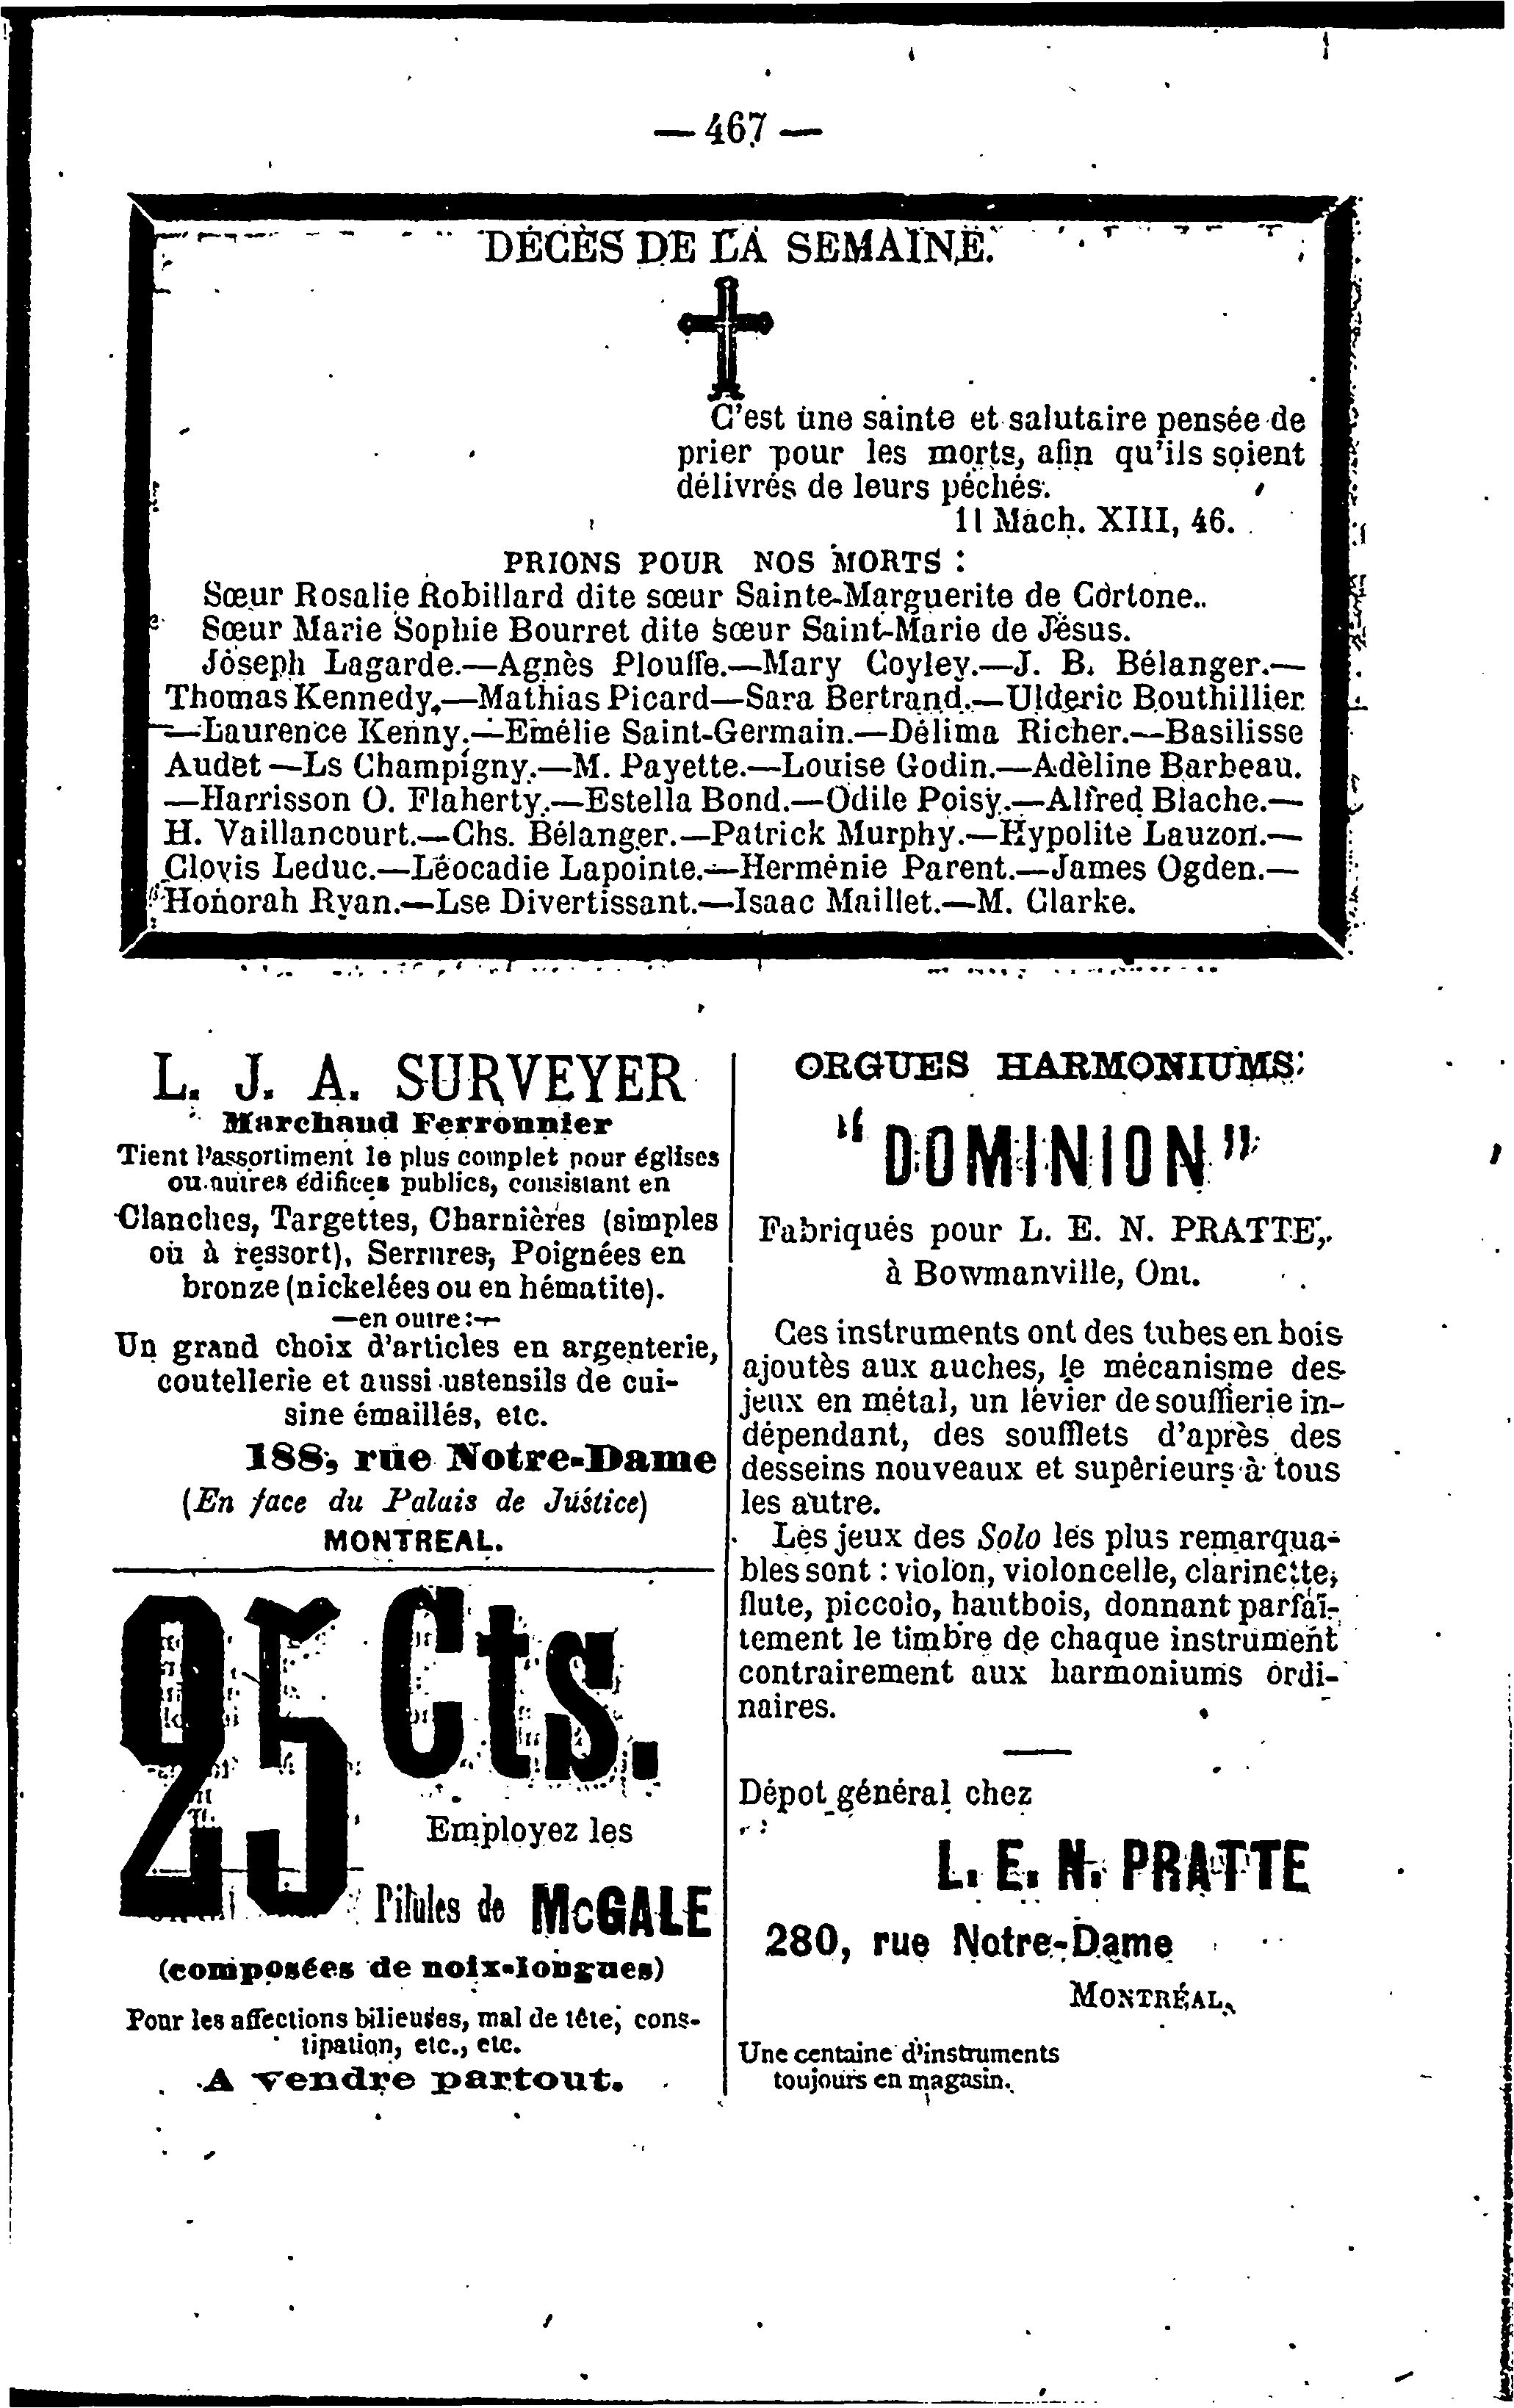 — 467 —
DÉCÈS DE LA SEMAINE.
C'est une sainte et salutaire pensée de
prier pour les morts, afin qu'ils soient
délivrés de leurs péchés.
11 Mach. XIII, 46.
PRIONS POUR NOS MORTS :
Sœur Rosalie Robillard dite sœur Sainte-Marguerite de Cortone..
Sœur Marie Sophie Bourret dite sœur Saint-Marie de Jésus.
Joseph Lagarde.—Agnès Plouffe.—Mary Coyley.—J. B. Bélanger.—
Thomas Kennedy.—Mathias Picard—Sara Bertrand.—Ulderic Bouthillier
—Laurence Kenny.—Emélie Saint-Germain.—Délima Richer.—Basilisse
Audet—Ls Champigny.—M. Payette.—Louise Godin.—Adèline Barbeau.
—Harrisson O. Flaherty.—Estella Bond.—Odile Poisy.—Alfred Blache.—
H. Vaillancourt.—Chs. Bélanger.—Patrick Murphy.—Hypolite Lauzon.—
Clovis Leduc.—Léocadie Lapointe.—Herménie Parent.—James Ogden.—
Honorah Ryan.—Lse Divertissant.—Isaac Maillet.—M. Clarke.
L. J. A. SURVEYER
Marchand Ferronnier
Tient l'assortiment le plus complet pour églises
ou autres édifices publics, consistant en
Clanches, Targettes, Charnières (simples
ou à ressort), Serrures, Poignées en
bronze (nickelées ou en hématite).
—en outre:—
Un grand choix d'articles en argenterie,
coutellerie et aussi ustensils de cui-
sine émaillés, etc.
188, rue Notre-Dame
(En face du Palais de Justice)
MONTREAL.
25 Cts.
Employez les
Pilules de McGALE
(composées de noix-longues)
Pour les affections bilieuses, mal de tête, cons-
tipation, etc., etc.
A vendre partout.
ORGUES HARMONIUMS
"DOMINION"
Fabriqués pour L. E. N. PRATTE,
à Bowmanville, Ont.
Ces instruments ont des tubes en bois
ajoutès aux auches, le mécanisme des
jeux en métal, un lévier de soufflerie in-
dépendant, des soufflets d'après des
desseins nouveaux et supèrieurs à tous
les autre.
Les jeux des Solo les plus remarqua-
bles sont : violon, violoncelle, clarinette,
flute, piccolo, hautbois, donnant parfai-
tement le timbre de chaque instrument
contrairement aux harmoniums ordi-
naires.
Dépot général chez
L. E. N. PRATTE
280, rue Notre-Dame
MONTRÉAL,
Une centaine d'instruments
toujours en magasin.